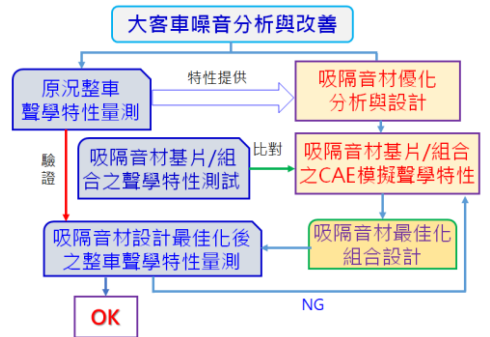 大客車噪音分析與改善
原況整車
聲學特性量測
特性提供
吸隔音材優化
分析與設計
驗
證
吸隔音材基片/組
合之聲學特性測試
比對
吸隔音材基片/組合
之CAE模擬聲學特性
吸隔音材設計最佳化後
之整車聲學特性量測
吸隔音材最佳化
組合設計
NG
OK